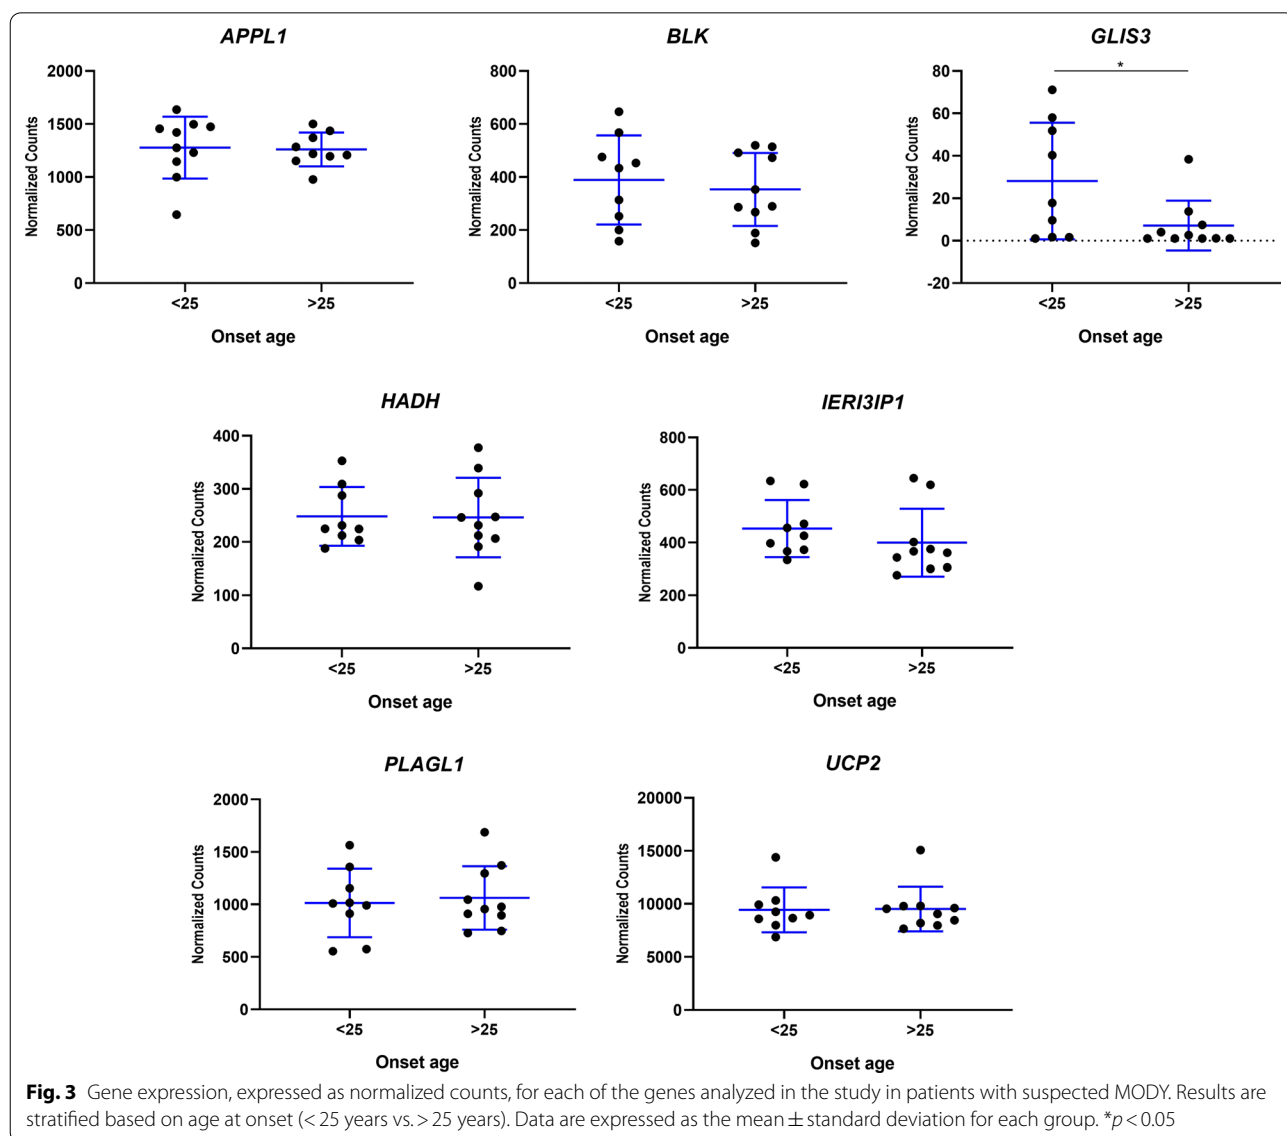 APPL1
BLK
GLIS3
Normalized Counts
2000
1500
1000
500
0
<25
>25
Onset age
Normalized Counts
800
600
400
200
0
<25
>25
Onset age
Normalized Counts
80
60
40
20
0
-20
*
<25
>25
Onset age
HADH
IERI3IP1
Normalized Counts
400
300
200
100
0
<25
>25
Onset age
Normalized Counts
800
600
400
200
0
<25
>25
Onset age
PLAGL1
UCP2
Normalized Counts
2000
1500
1000
500
0
<25
>25
Onset age
Normalized Counts
20000
15000
10000
5000
0
<25
>25
Onset age
Fig. 3 Gene expression, expressed as normalized counts, for each of the genes analyzed in the study in patients with suspected MODY. Results are
stratified based on age at onset (< 25 years vs. > 25 years). Data are expressed as the mean ± standard deviation for each group. *p < 0.05